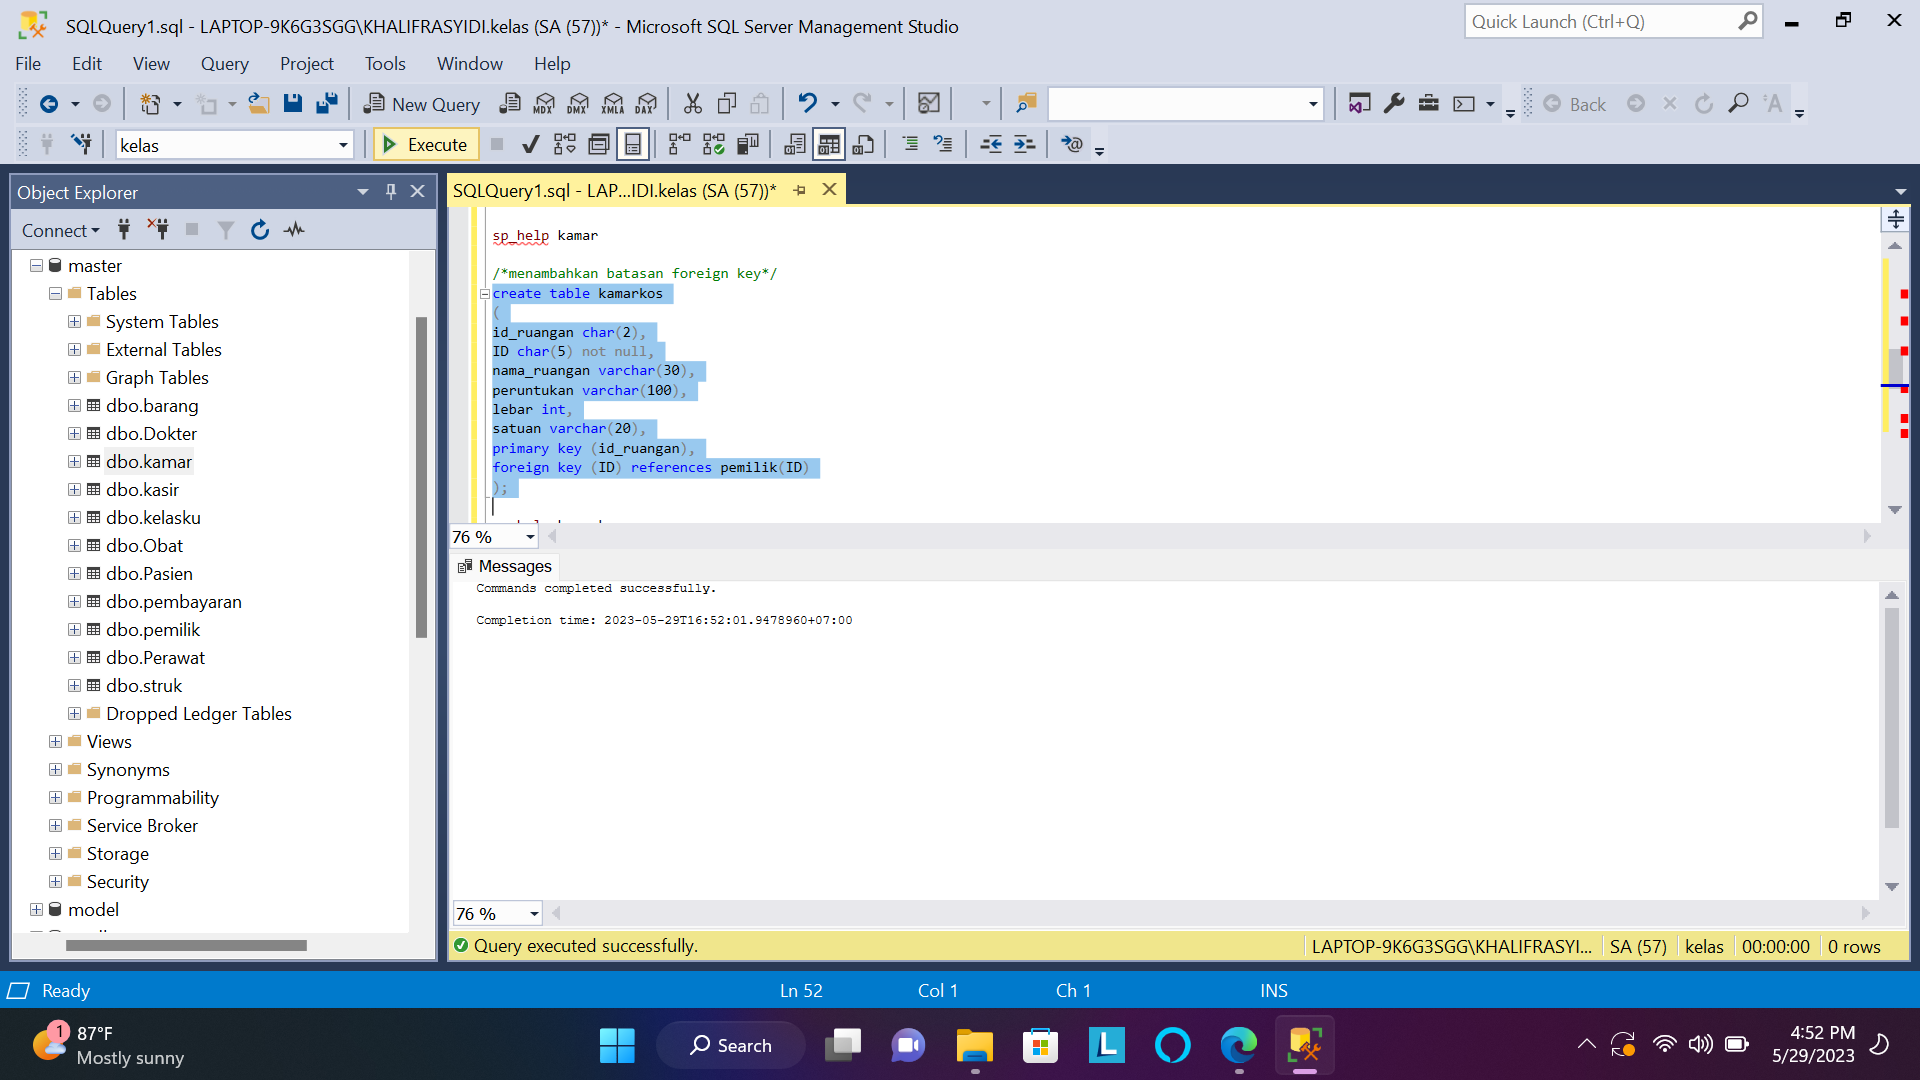 SQLQuery1.sql - LAPTOP-9K6G3SGG\KHALIFRASYIDI.kelas (SA (57))* - Microsoft SQL Server Management Studio
Quick Launch (Ctrl+Q)
File Edit View Query Project Tools Window Help
New Query MDX DMX XMLA DAX Back
kelas Execute
Object Explorer
Connect
master
Tables
System Tables
External Tables
Graph Tables
dbo.barang
dbo.Dokter
dbo.kamar
dbo.kasir
dbo.kelasku
dbo.Obat
dbo.Pasien
dbo.pembayaran
dbo.pemilik
dbo.Perawat
dbo.struk
Dropped Ledger Tables
Views
Synonyms
Programmability
Service Broker
Storage
Security
model
SQLQuery1.sql - LAP...IDI.kelas (SA (57))*
sp_help kamar
/*menambahkan batasan foreign key*/
create table kamarkos
(
id_ruangan char(2),
ID char(5) not null,
nama_ruangan varchar(30),
peruntukan varchar(100),
lebar int,
satuan varchar(20),
primary key (id_ruangan),
foreign key (ID) references pemilik(ID)
);
76 %
Messages
Commands completed successfully.
Completion time: 2023-05-29T16:52:01.9478960+07:00
76 %
Query executed successfully. LAPTOP-9K6G3SGG\KHALIFRASYI... SA (57) kelas 00:00:00 0 rows
Ready Ln 52 Col 1 Ch 1 INS
1 87°F
Mostly sunny
Search
L
4:52 PM
5/29/2023